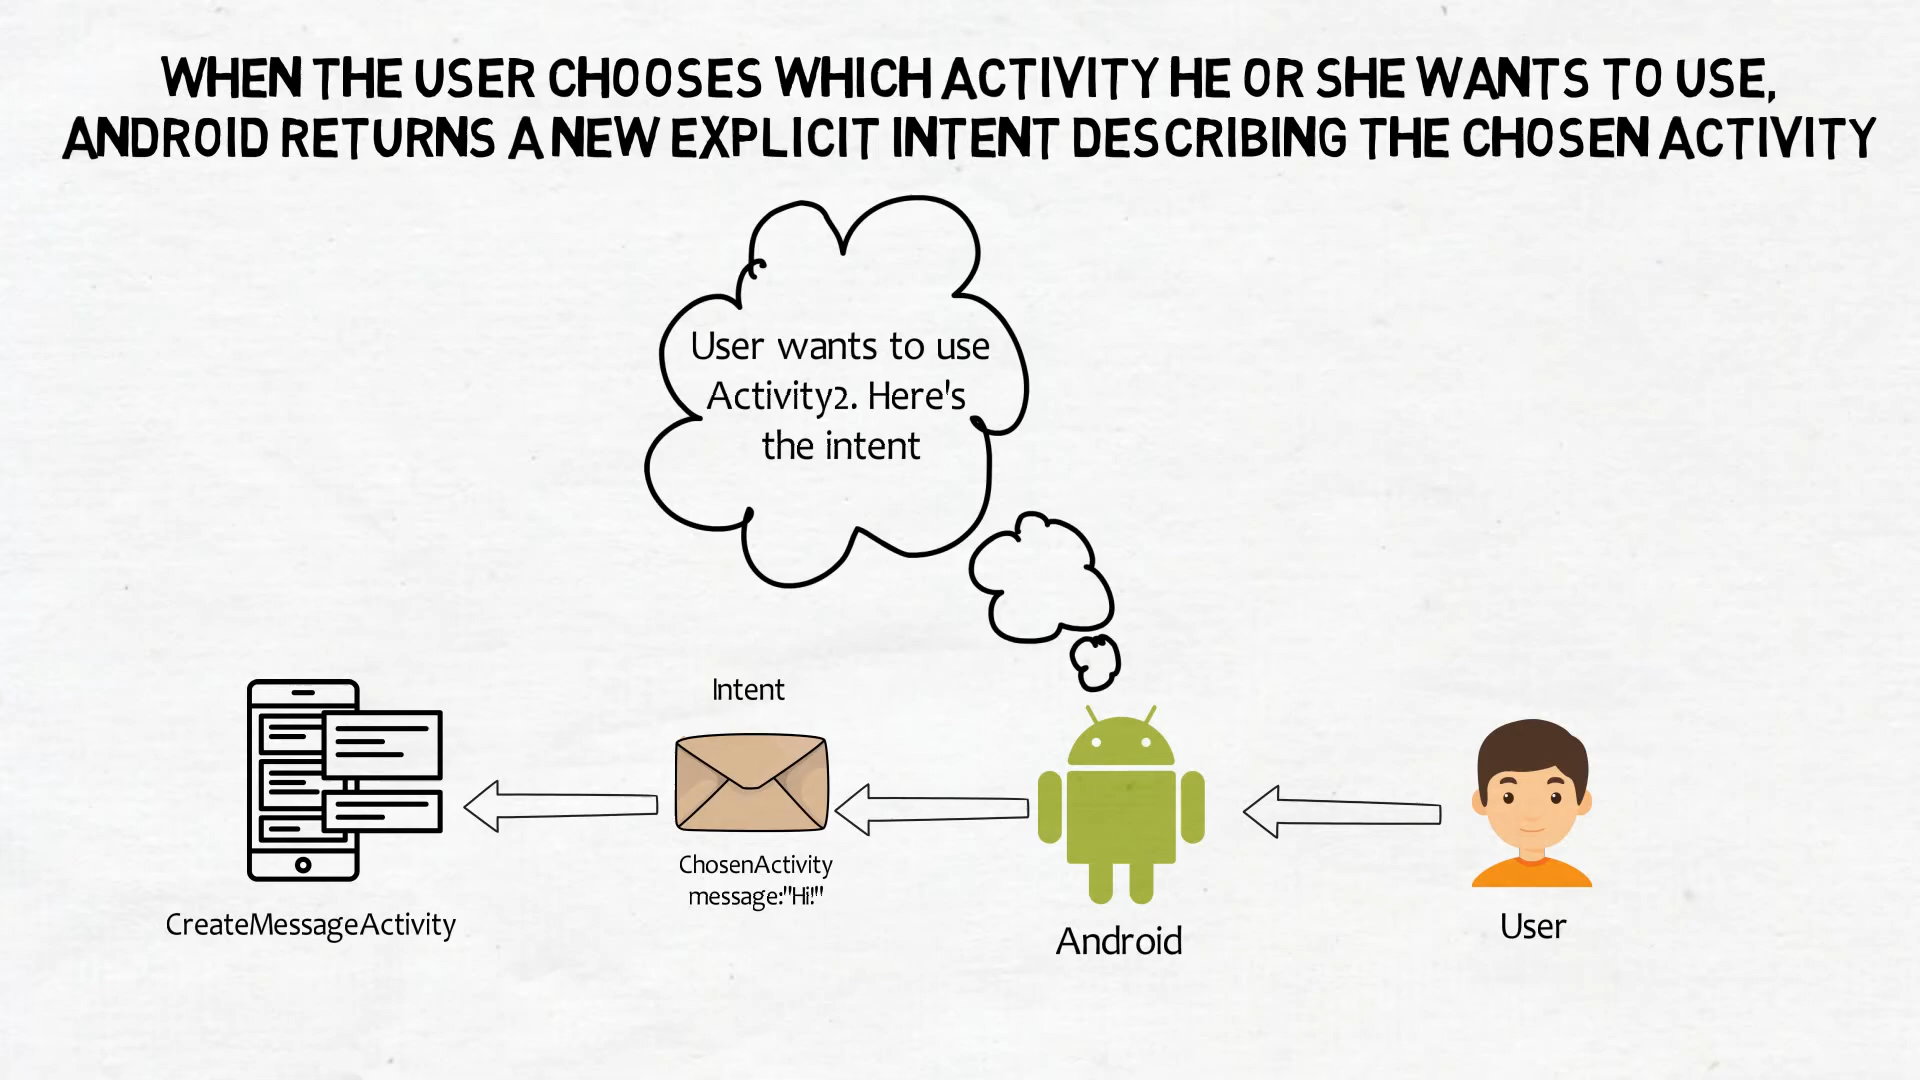 WHEN THE USER CHOOSES WHICH ACTIVITY HE OR SHE WANTS TO USE,
ANDROID RETURNS A NEW EXPLICIT INTENT DESCRIBING THE CHOSEN ACTIVITY
User wants to use
Activity2. Here's
the intent
Intent
ChosenActivity
message:"Hi!"
CreateMessageActivity
Android
User